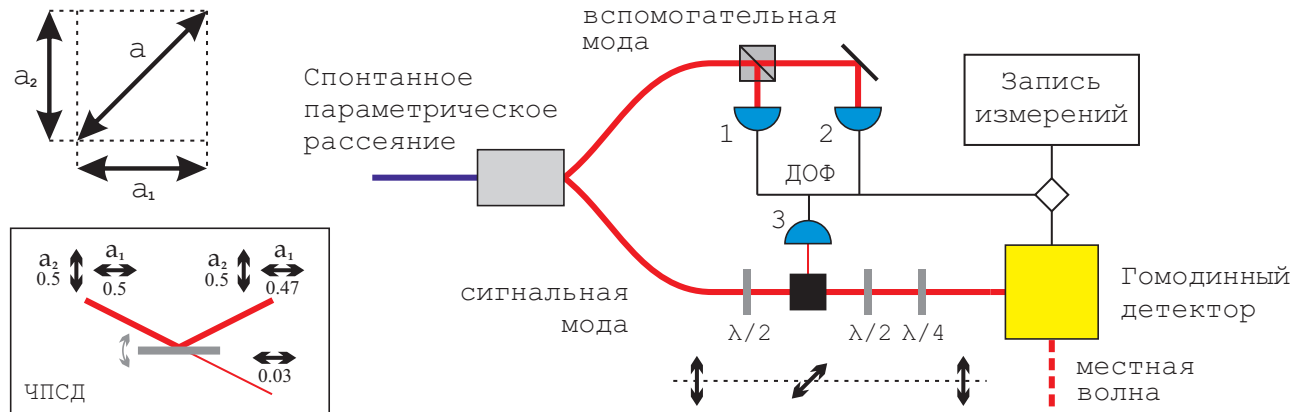 вспомогательная
мода
a
a₂
a₁
Спонтанное
параметрическое
рассеяние
1
2
ДОФ
3
Запись
измерений
a₂
0.5
a₁
0.5
a₂
0.5
a₁
0.47
0.03
ЧПСД
сигнальная
мода
λ/2
λ/2
λ/4
Гомодинный
детектор
местная
волна